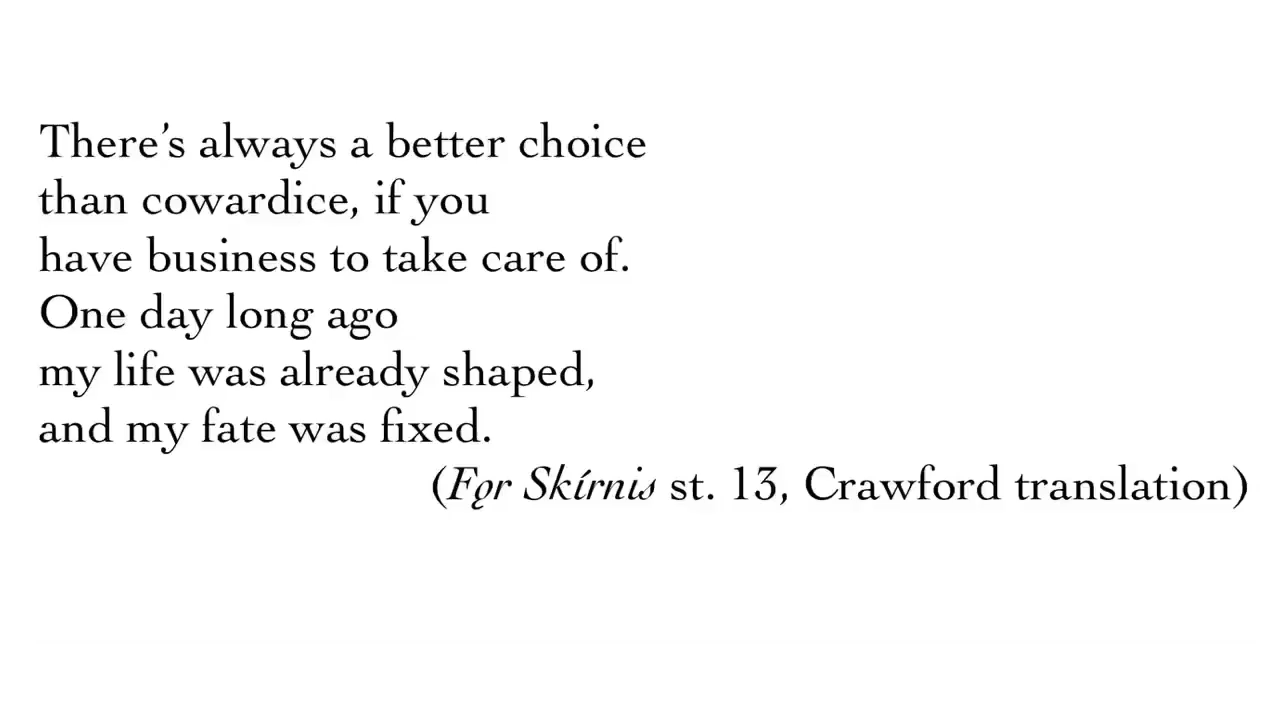 There’s always a better choice
than cowardice, if you
have business to take care of.
One day long ago
my life was already shaped,
and my fate was fixed.
(Fǫr Skírnis st. 13, Crawford translation)